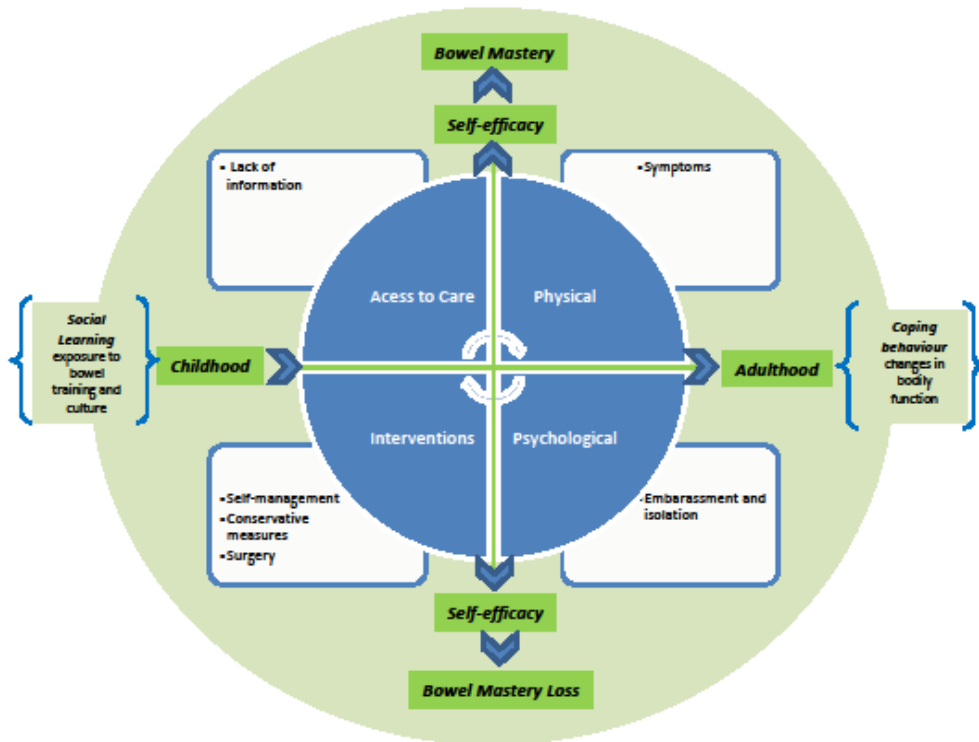 Bowel Mastery
Self-efficacy
▪ Lack of
information
▪Symptoms
Acess to Care
Physical
Social
Learning
exposure to
bowel
training and
culture
Childhood
Adulthood
Coping
behaviour
changes in
bodily
function
Interventions
Psychological
▪Self-management
▪Conservative
measures
▪Surgery
▪Embarassment and
isolation
Self-efficacy
Bowel Mastery Loss